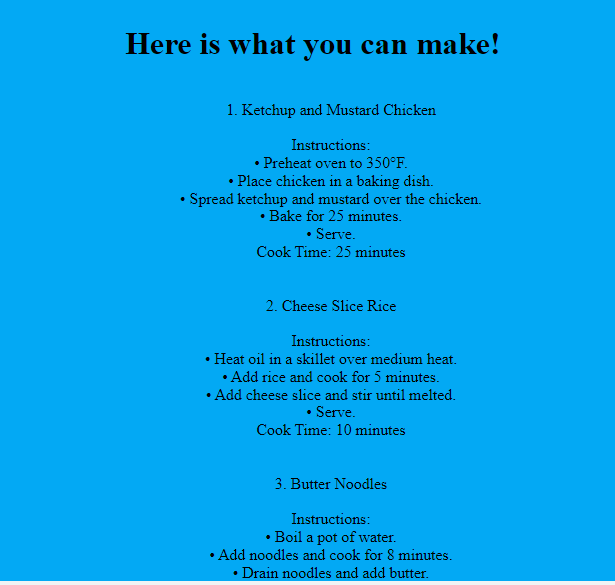 Here is what you can make!
1. Ketchup and Mustard Chicken
Instructions:
• Preheat oven to 350°F.
• Place chicken in a baking dish.
• Spread ketchup and mustard over the chicken.
• Bake for 25 minutes.
• Serve.
Cook Time: 25 minutes
2. Cheese Slice Rice
Instructions:
• Heat oil in a skillet over medium heat.
• Add rice and cook for 5 minutes.
• Add cheese slice and stir until melted.
• Serve.
Cook Time: 10 minutes
3. Butter Noodles
Instructions:
• Boil a pot of water.
• Add noodles and cook for 8 minutes.
• Drain noodles and add butter.